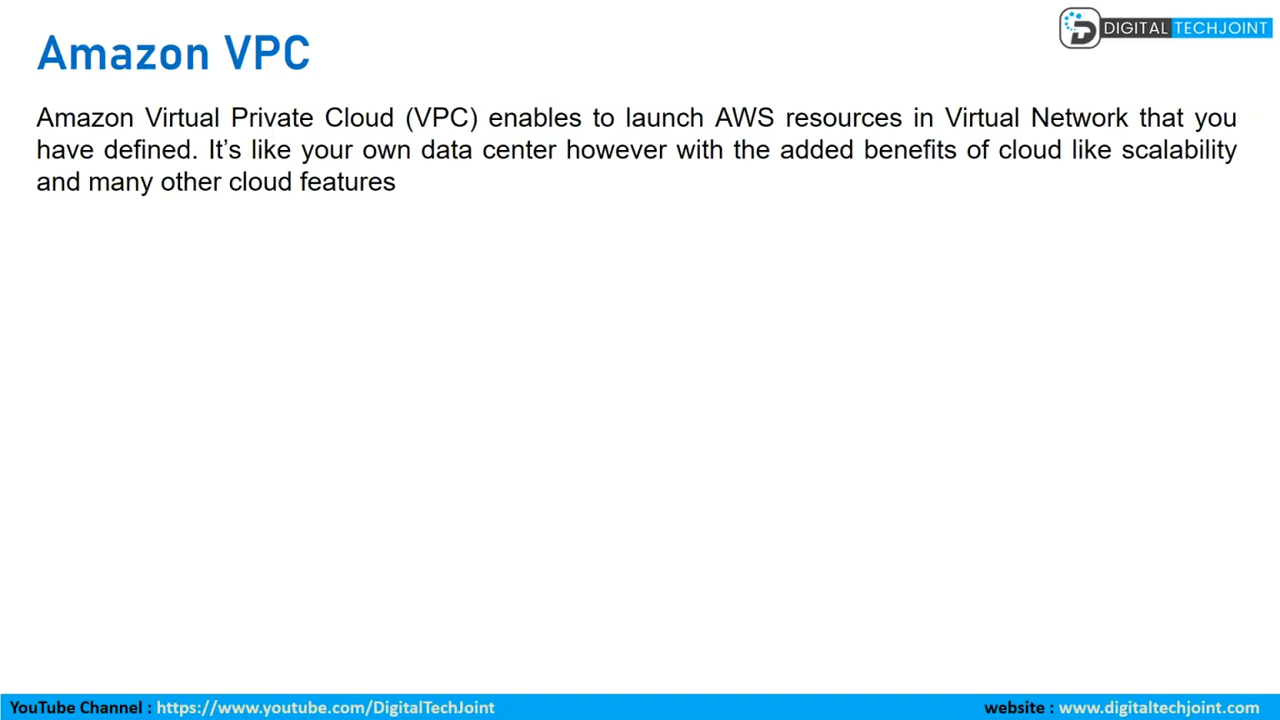 Amazon VPC
DIGITAL TECHJOINT
Amazon Virtual Private Cloud (VPC) enables to launch AWS resources in Virtual Network that you
have defined. It’s like your own data center however with the added benefits of cloud like scalability
and many other cloud features
YouTube Channel : https://www.youtube.com/DigitalTechJoint
website : www.digitaltechjoint.com